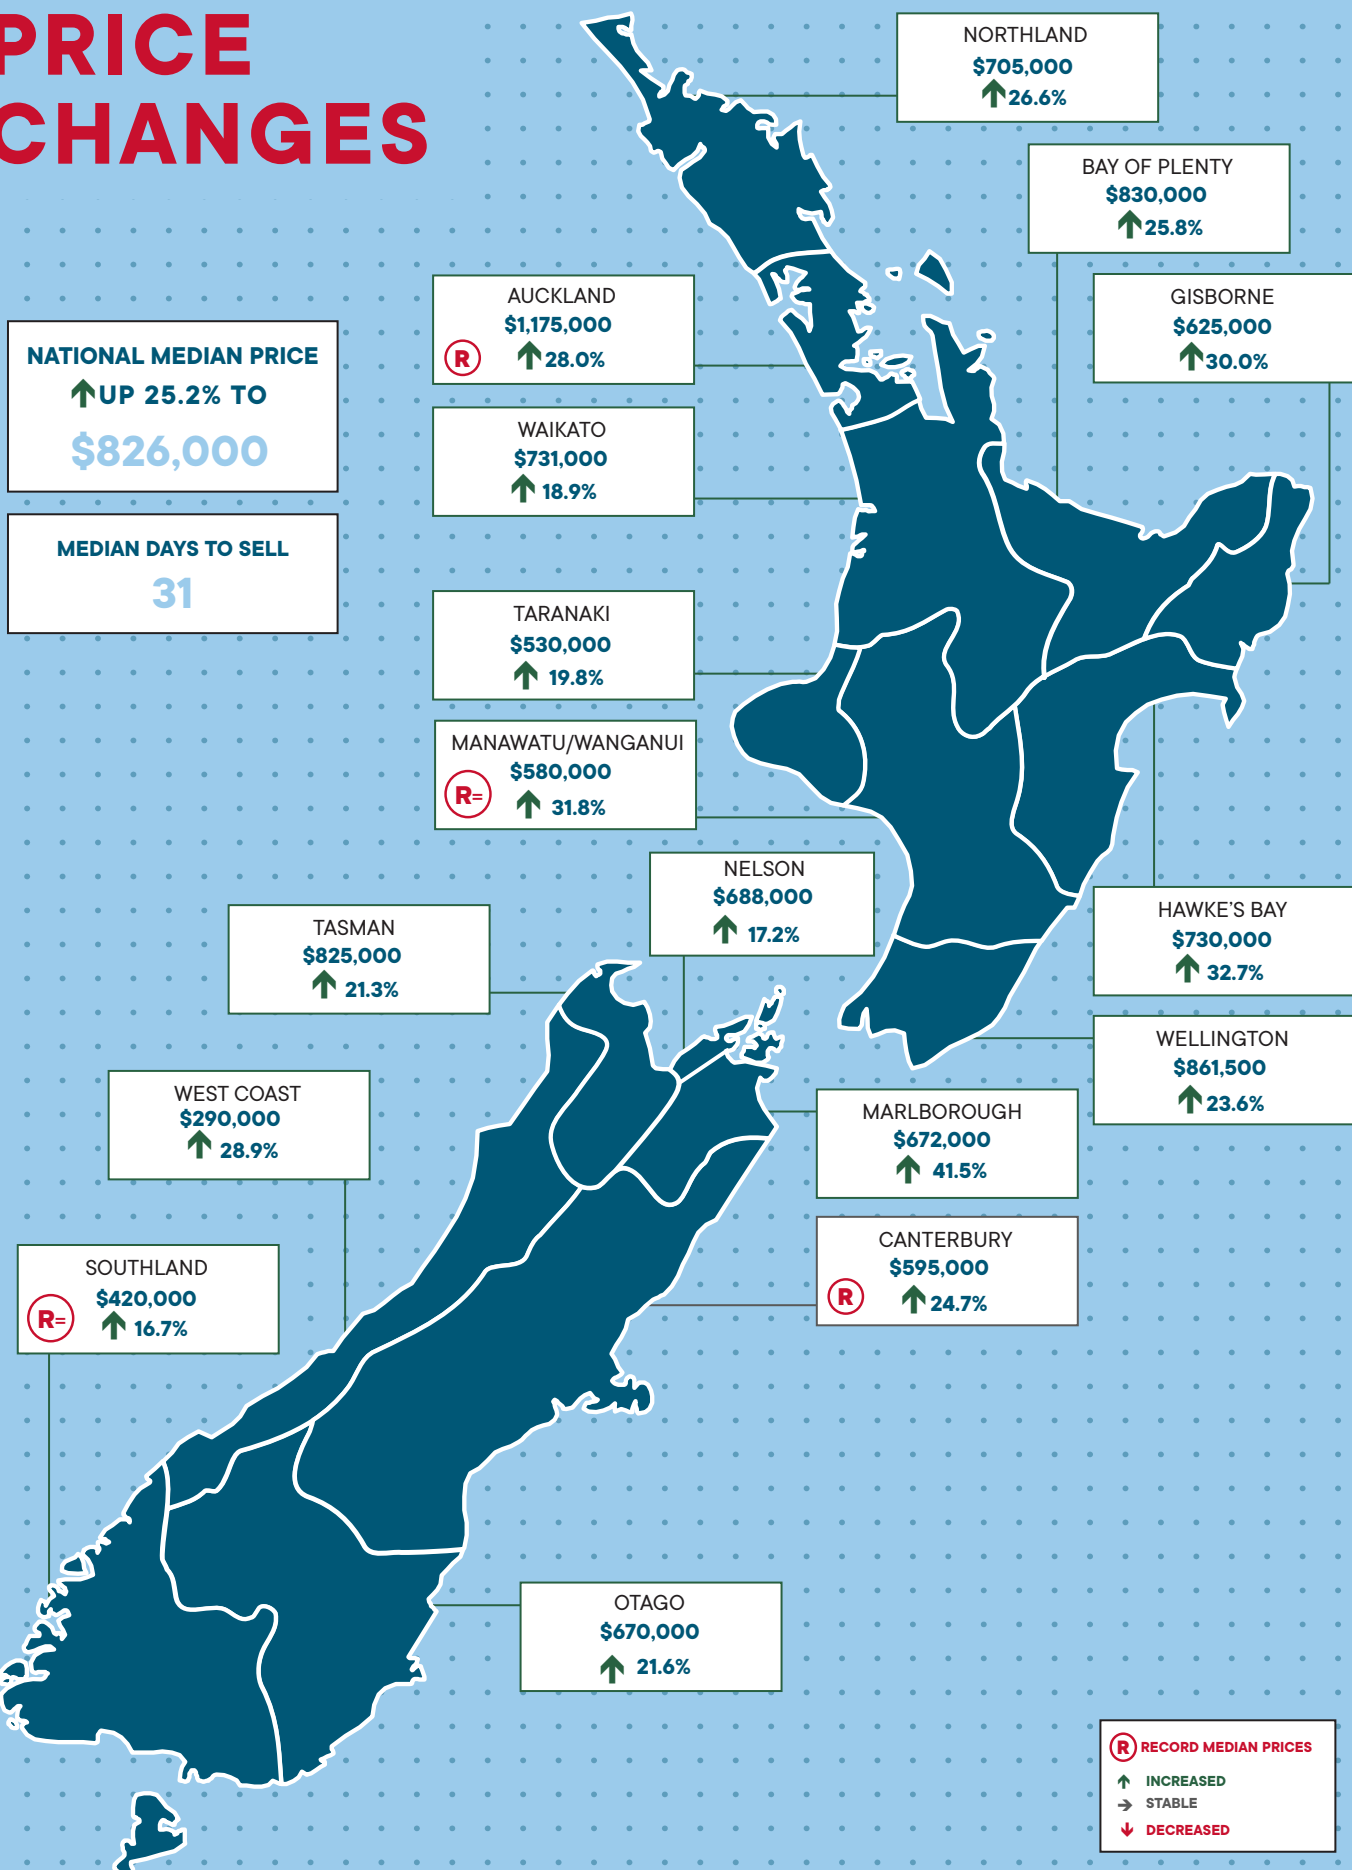 PRICE
CHANGES
NORTHLAND
$705,000
26.6%
BAY OF PLENTY
$830,000
25.8%
GISBORNE
$625,000
30.0%
AUCKLAND
$1,175,000
R
28.0%
NATIONAL MEDIAN PRICE
UP 25.2% TO
$826,000
WAIKATO
$731,000
18.9%
MEDIAN DAYS TO SELL
31
TARANAKI
$530,000
19.8%
MANAWATU/WANGANUI
$580,000
R=
31.8%
NELSON
$688,000
17.2%
HAWKE'S BAY
$730,000
32.7%
TASMAN
$825,000
21.3%
WELLINGTON
$861,500
23.6%
WEST COAST
$290,000
28.9%
MARLBOROUGH
$672,000
41.5%
CANTERBURY
$595,000
R
24.7%
SOUTHLAND
$420,000
R=
16.7%
OTAGO
$670,000
21.6%
R RECORD MEDIAN PRICES
INCREASED
STABLE
DECREASED